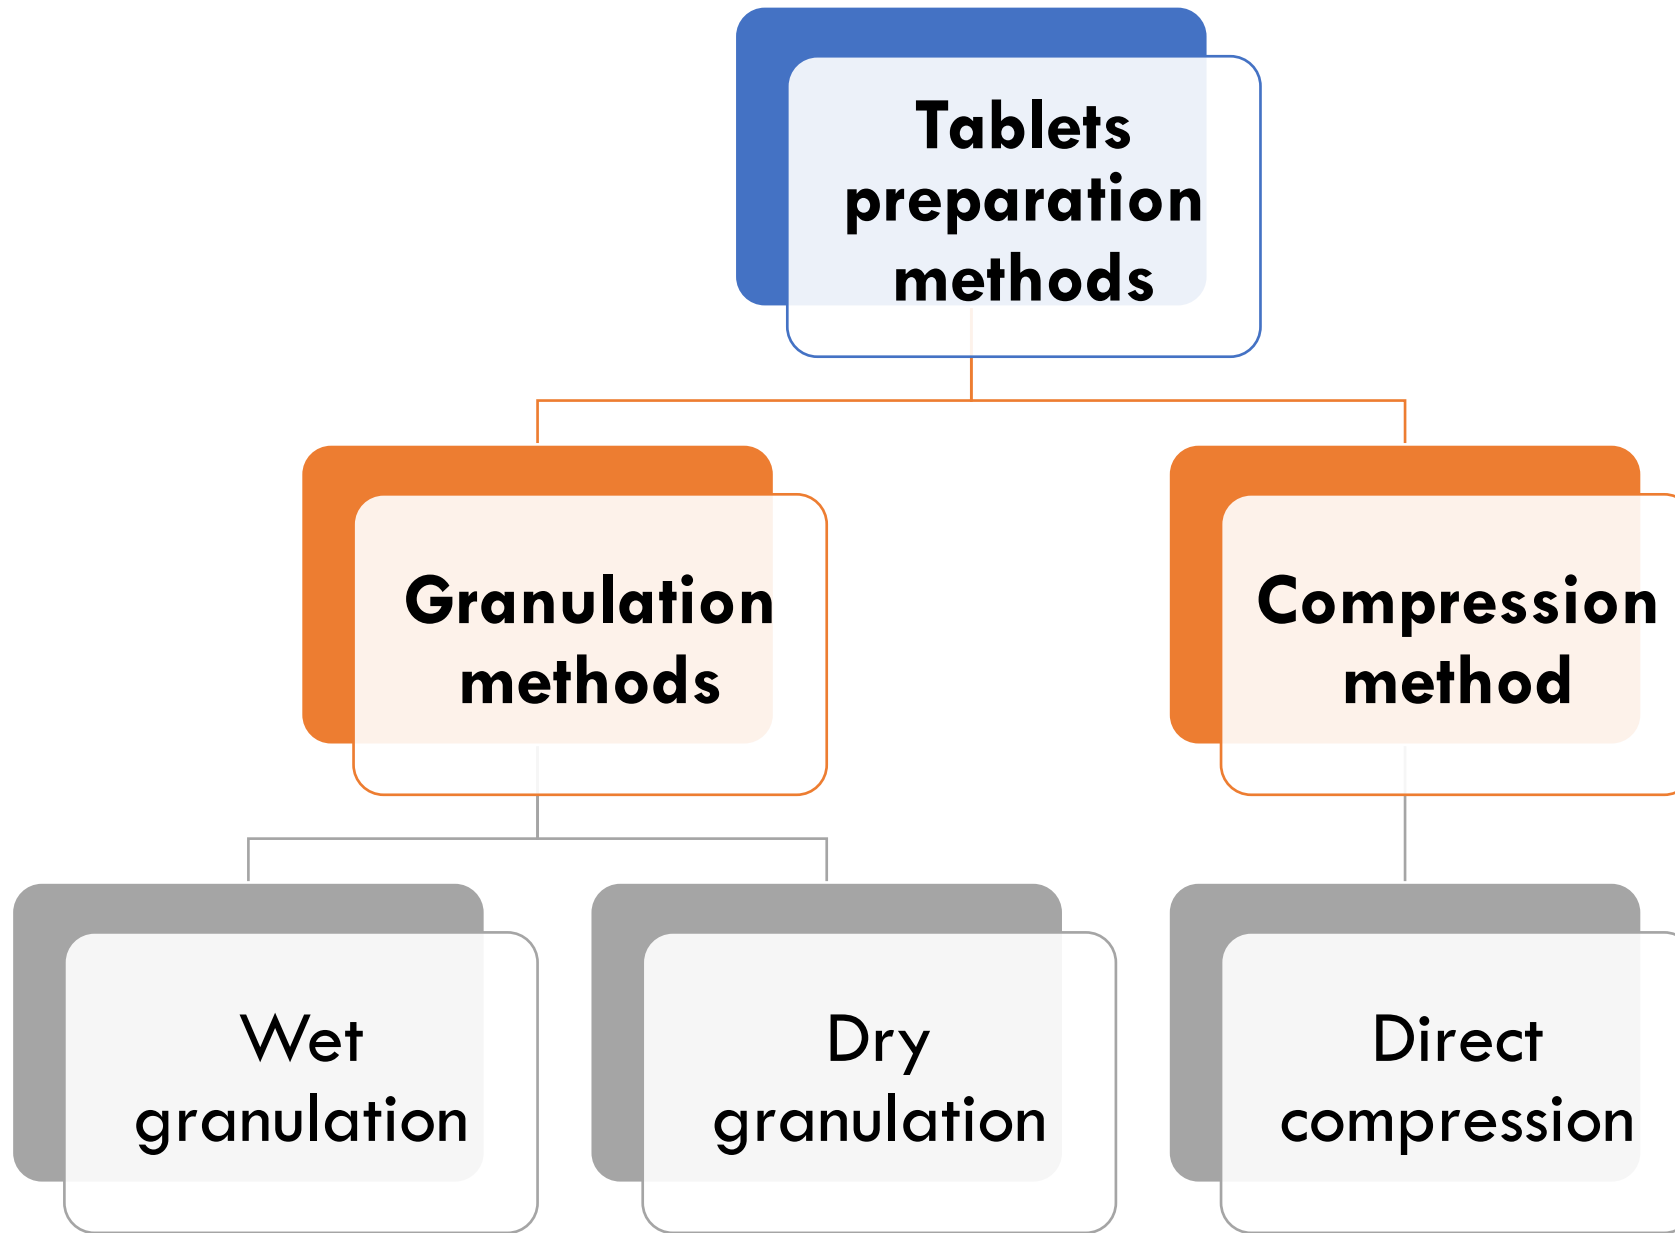 Tablets
preparation
methods
Granulation
methods
Compression
method
Wet
granulation
Dry
granulation
Direct
compression